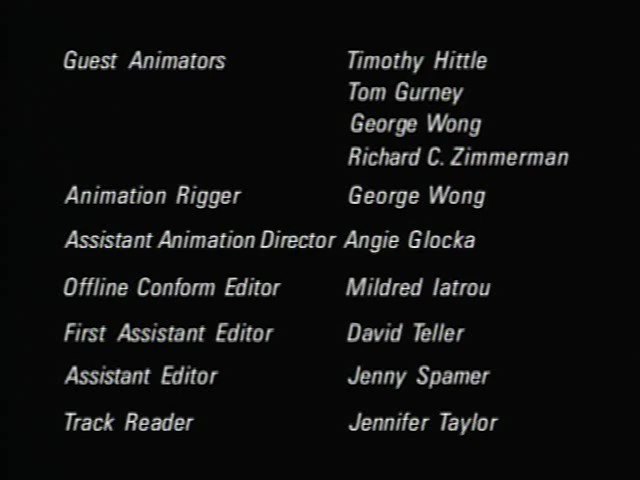 Guest Animators Timothy Hittle
Tom Gurney
George Wong
Richard C. Zimmerman
Animation Rigger George Wong
Assistant Animation Director Angie Glocka
Offline Conform Editor Mildred Iatrou
First Assistant Editor David Teller
Assistant Editor Jenny Spamer
Track Reader Jennifer Taylor